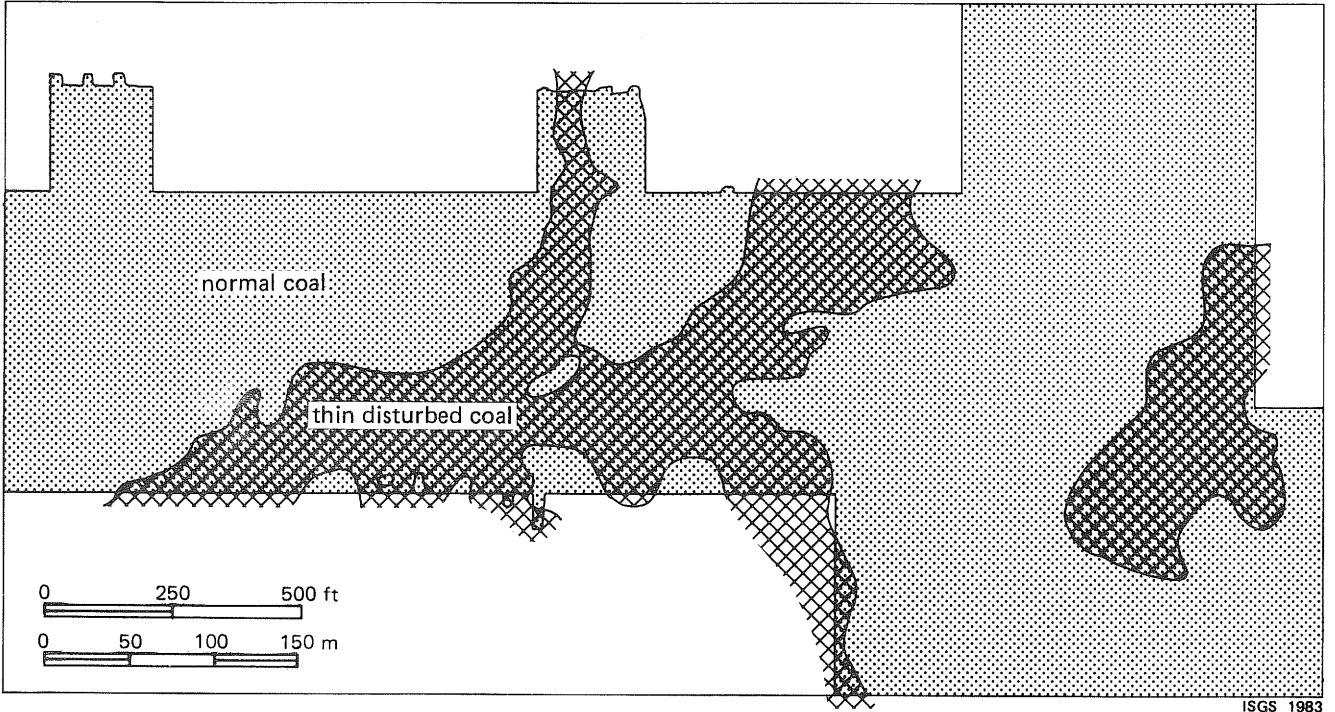 normal coal
thin disturbed coal
0 250 500 ft
0 50 100 150 m
ISGS 1983